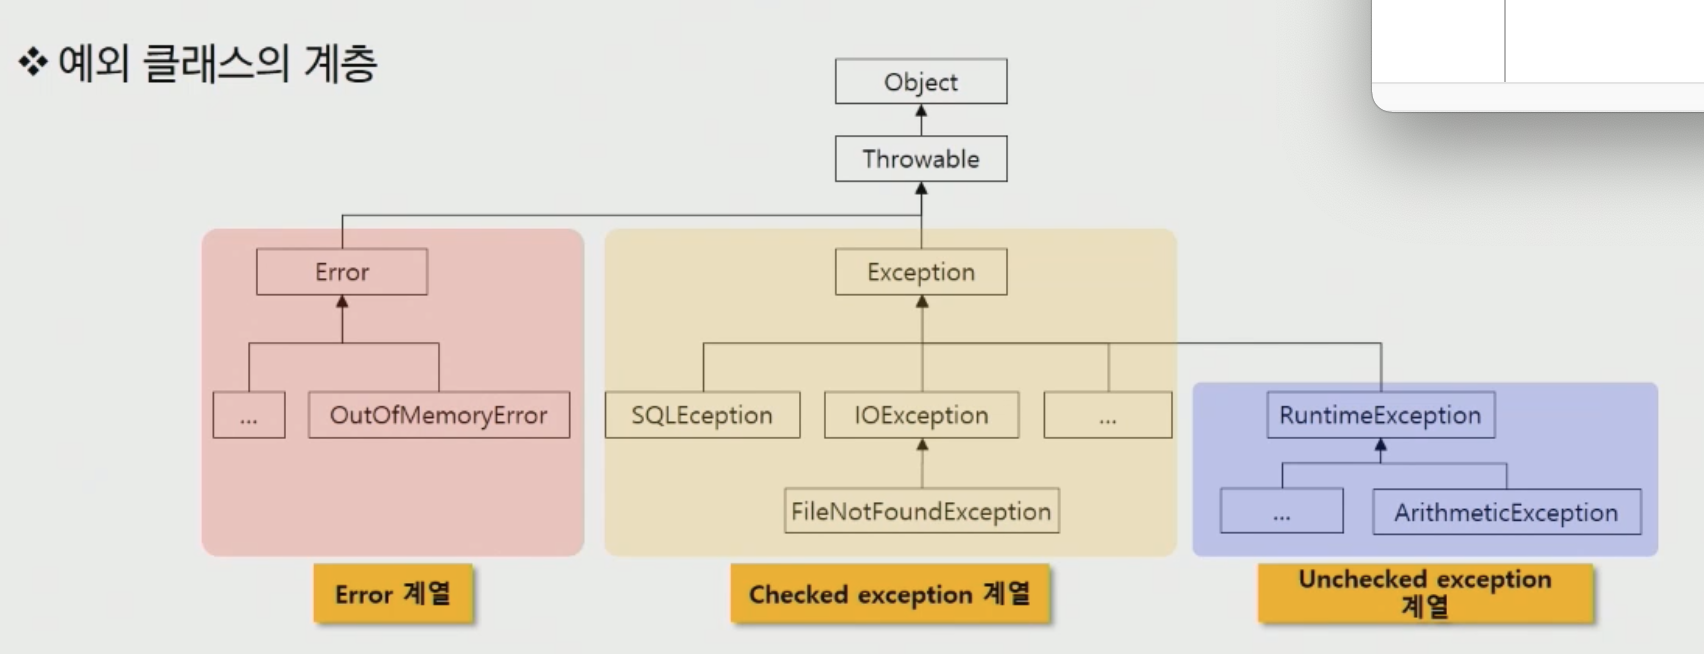 ❖ 예외 클래스의 계층
Object
Throwable
Error
Exception
...
OutOfMemoryError
SQLEception
IOException
...
RuntimeException
FileNotFoundException
...
ArithmeticException
Error 계열
Checked exception 계열
Unchecked exception
계열